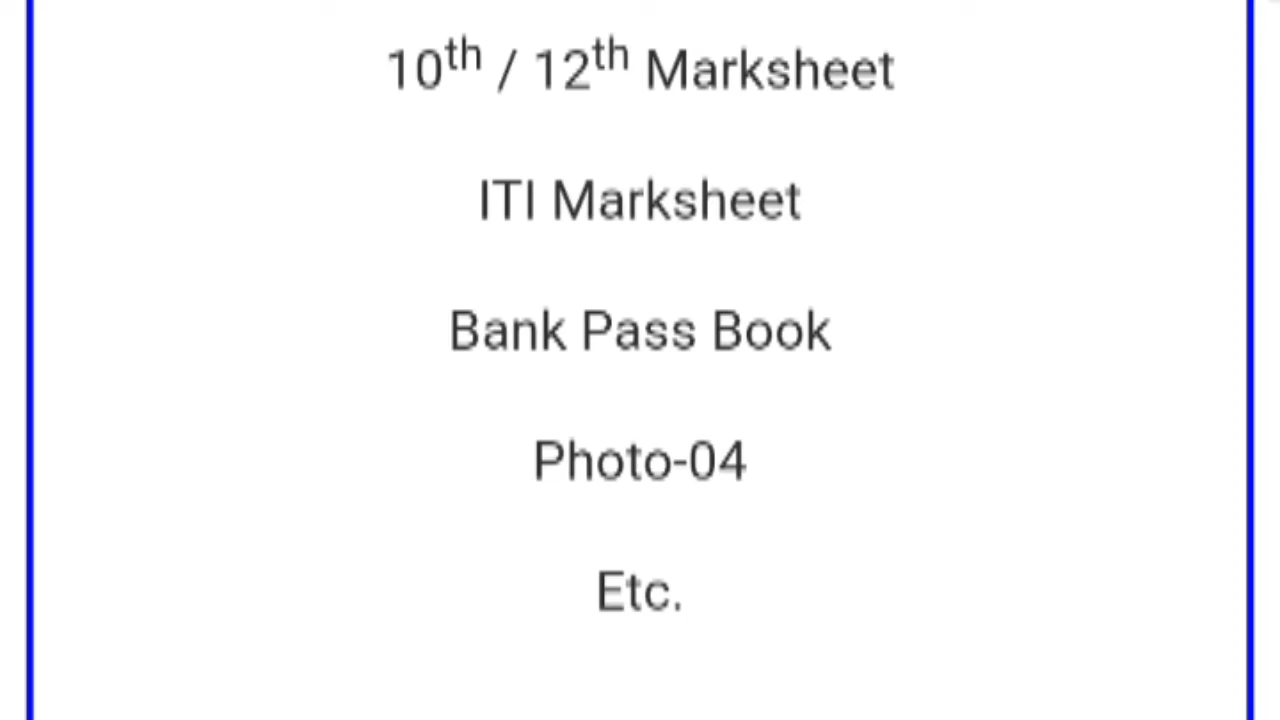 10th / 12th Marksheet
ITI Marksheet
Bank Pass Book
Photo-04
Etc.